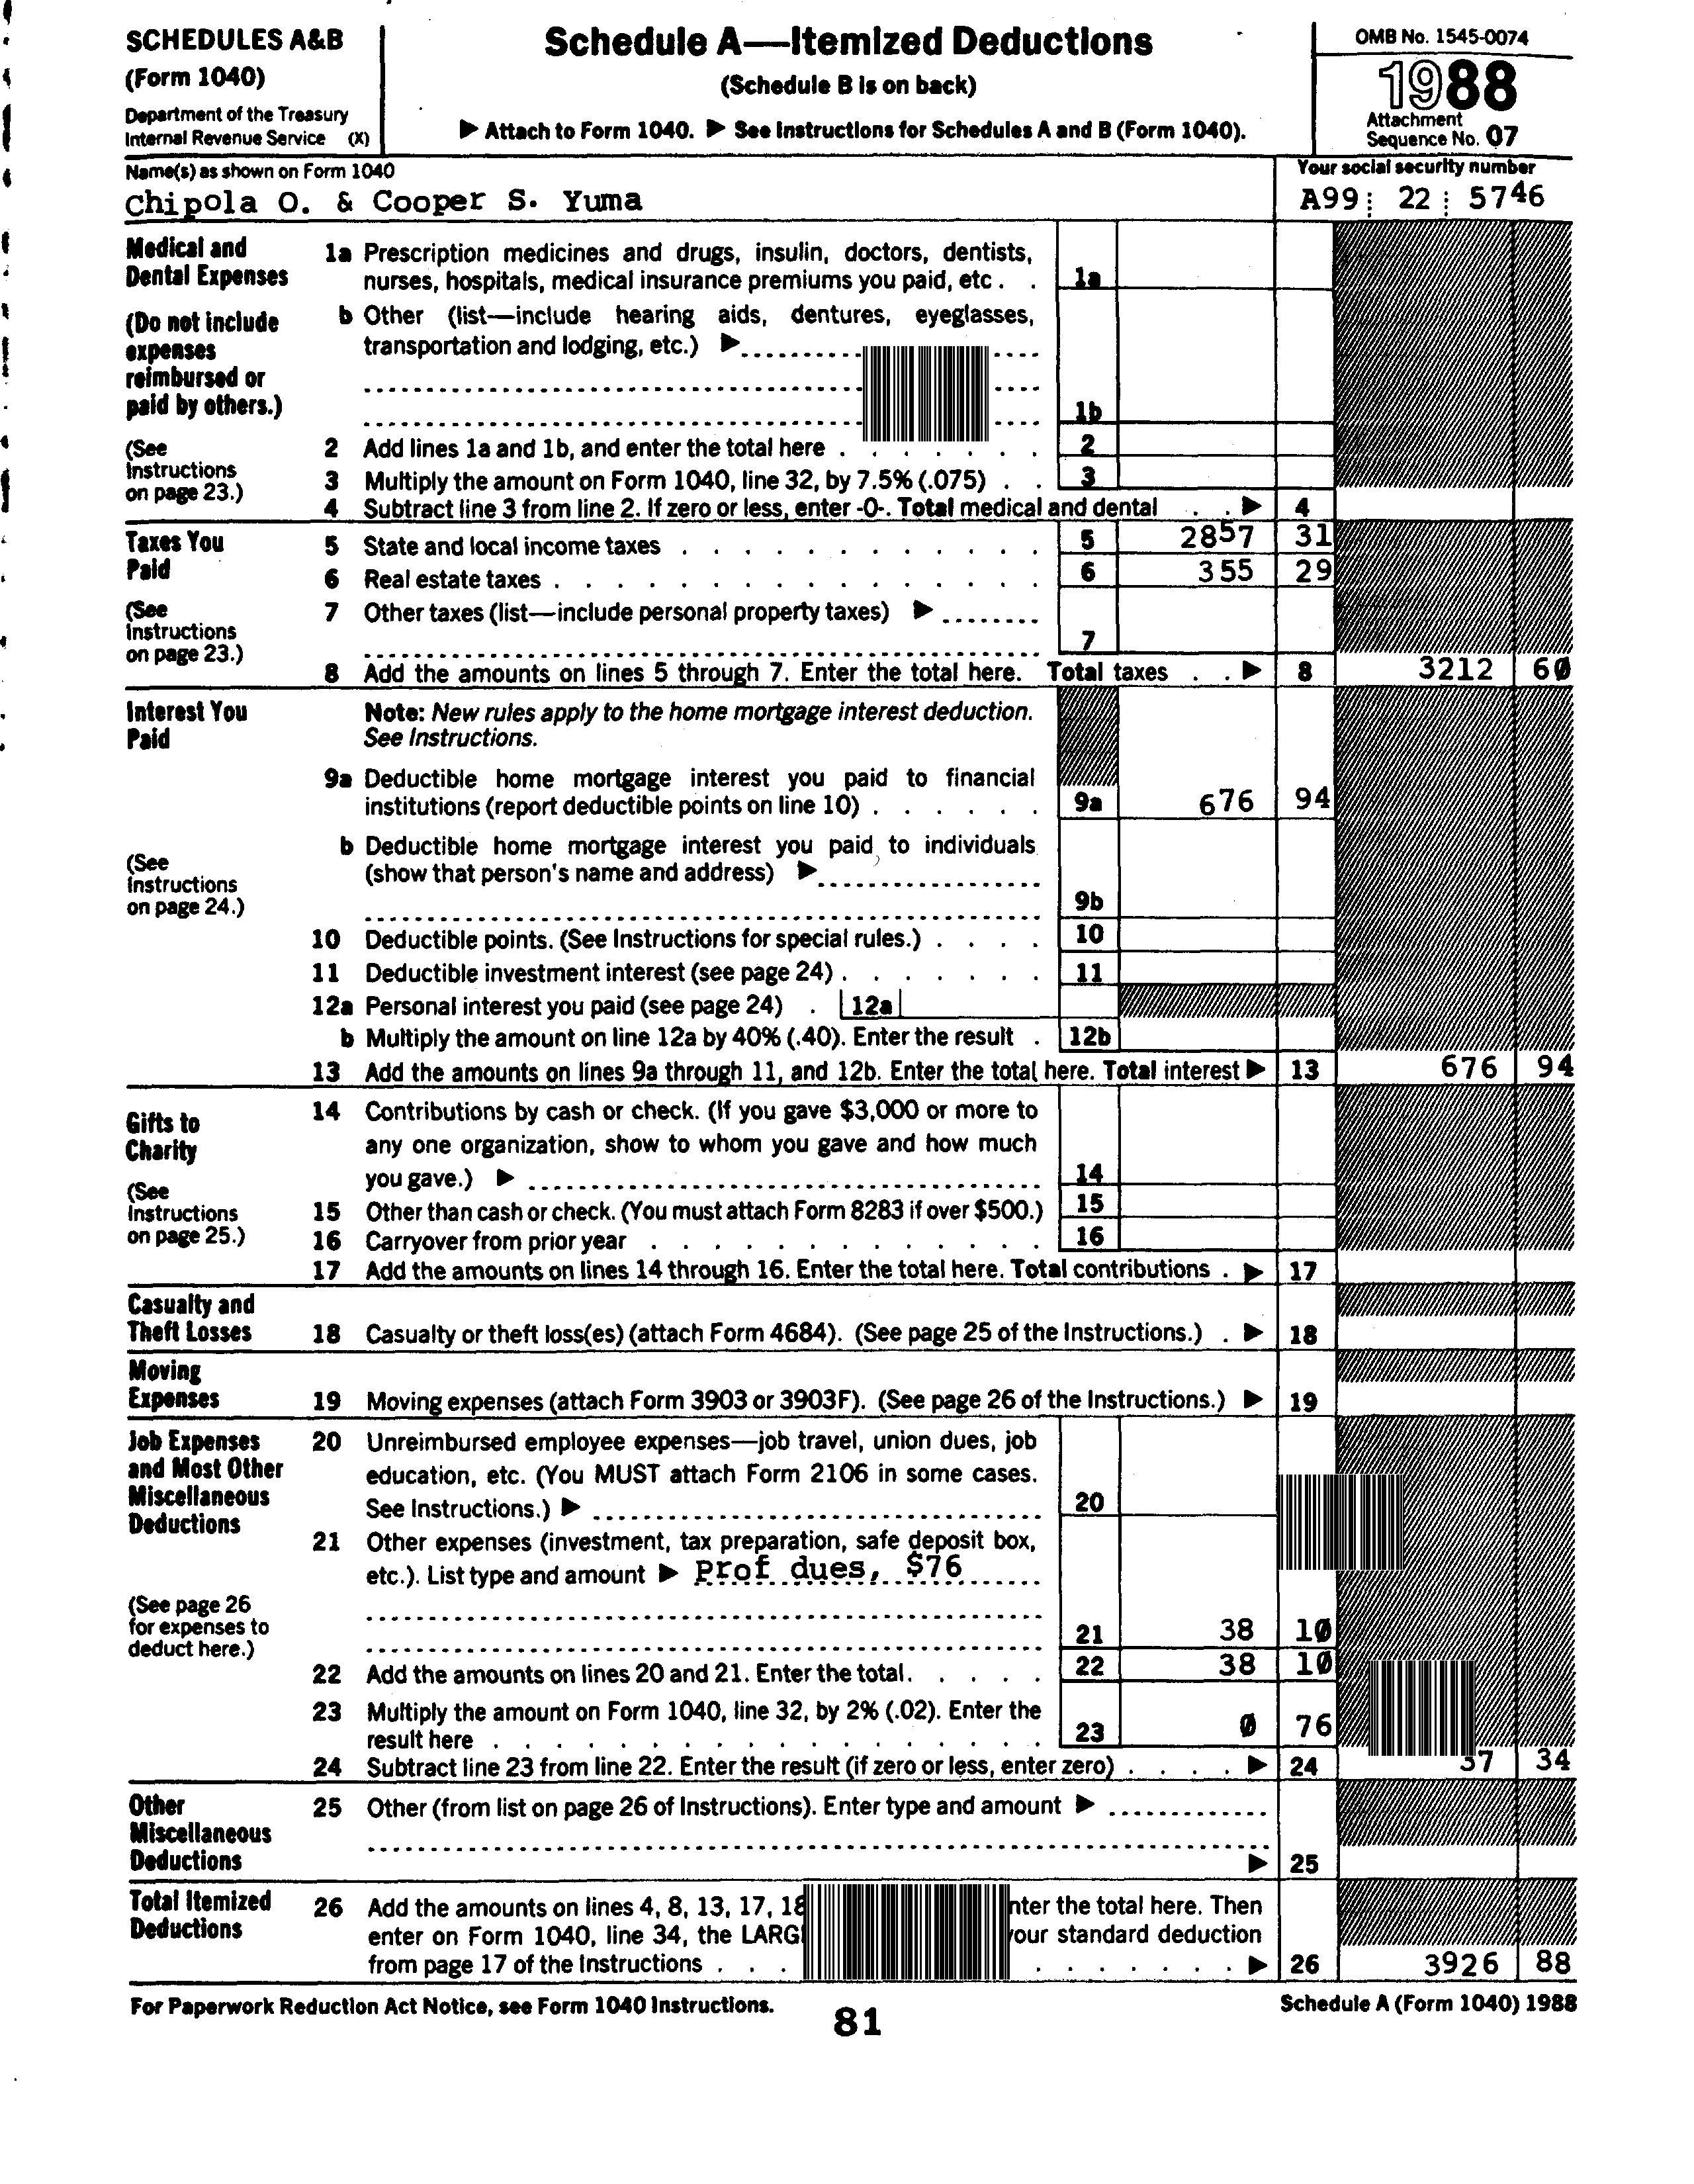 SCHEDULES A&B
(Form 1040)
Department of the Treasury
Internal Revenue Service (X)
Schedule A—Itemized Deductions
(Schedule B is on back)
▶ Attach to Form 1040. ▶ See Instructions for Schedules A and B (Form 1040).
OMB No. 1545-0074
1988
Attachment
Sequence No. 07
Name(s) as shown on Form 1040
Chipola O. & Cooper S. Yuma
Your social security number
A99 22 5746
Medical and
Dental Expenses
(Do not include
expenses
reimbursed or
paid by others.)
(See
Instructions
on page 23.)
1a Prescription medicines and drugs, insulin, doctors, dentists,
nurses, hospitals, medical insurance premiums you paid, etc . . 1a
b Other (list—include hearing aids, dentures, eyeglasses,
transportation and lodging, etc.) ▶
1b
2 Add lines 1a and 1b, and enter the total here . . . . . . . 2
3 Multiply the amount on Form 1040, line 32, by 7.5% (.075) . . 3
4 Subtract line 3 from line 2. If zero or less, enter -0-. Total medical and dental . . ▶ 4
Taxes You
Paid
(See
Instructions
on page 23.)
5 State and local income taxes . . . . . . . . . . . . 5 2857 31
6 Real estate taxes . . . . . . . . . . . . . . . . 6 355 29
7 Other taxes (list—include personal property taxes) ▶
7
8 Add the amounts on lines 5 through 7. Enter the total here. Total taxes . . ▶ 8 3212 60
Interest You
Paid
(See
Instructions
on page 24.)
Note: New rules apply to the home mortgage interest deduction.
See Instructions.
9a Deductible home mortgage interest you paid to financial
institutions (report deductible points on line 10) . . . . . . 9a 676 94
b Deductible home mortgage interest you paid to individuals
(show that person's name and address) ▶
9b
10 Deductible points. (See Instructions for special rules.) . . . . 10
11 Deductible investment interest (see page 24) . . . . . . . 11
12a Personal interest you paid (see page 24) . 12a
b Multiply the amount on line 12a by 40% (.40). Enter the result . 12b
13 Add the amounts on lines 9a through 11, and 12b. Enter the total here. Total interest ▶ 13 676 94
Gifts to
Charity
(See
Instructions
on page 25.)
14 Contributions by cash or check. (If you gave $3,000 or more to
any one organization, show to whom you gave and how much
you gave.) ▶ 14
15 Other than cash or check. (You must attach Form 8283 if over $500.) 15
16 Carryover from prior year . . . . . . . . . . . . . 16
17 Add the amounts on lines 14 through 16. Enter the total here. Total contributions . ▶ 17
Casualty and
Theft Losses
18 Casualty or theft loss(es) (attach Form 4684). (See page 25 of the Instructions.) . ▶ 18
Moving
Expenses
19 Moving expenses (attach Form 3903 or 3903F). (See page 26 of the Instructions.) ▶ 19
Job Expenses
and Most Other
Miscellaneous
Deductions
(See page 26
for expenses to
deduct here.)
20 Unreimbursed employee expenses—job travel, union dues, job
education, etc. (You MUST attach Form 2106 in some cases.
See Instructions.) ▶ 20
21 Other expenses (investment, tax preparation, safe deposit box,
etc.). List type and amount ▶ Prof dues, $76
21 38 10
22 Add the amounts on lines 20 and 21. Enter the total. . . . . 22 38 10
23 Multiply the amount on Form 1040, line 32, by 2% (.02). Enter the
result here . . . . . . . . . . . . . . . . . . 23 0 76
24 Subtract line 23 from line 22. Enter the result (if zero or less, enter zero) . . . . . ▶ 24 37 34
Other
Miscellaneous
Deductions
25 Other (from list on page 26 of Instructions). Enter type and amount ▶
▶ 25
Total Itemized
Deductions
26 Add the amounts on lines 4, 8, 13, 17, 18 nter the total here. Then
enter on Form 1040, line 34, the LARG our standard deduction
from page 17 of the Instructions . . . . . . . . . . . ▶ 26 3926 88
For Paperwork Reduction Act Notice, see Form 1040 Instructions.
Schedule A (Form 1040) 1988
81